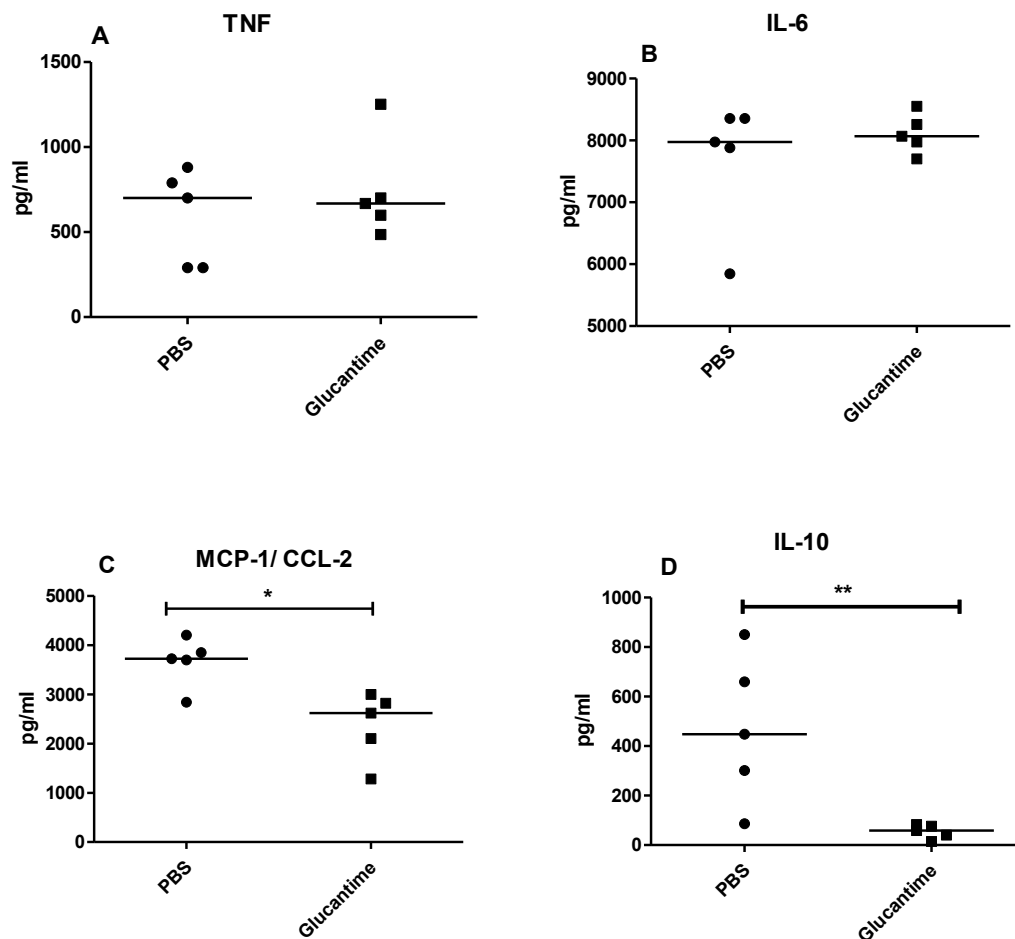 A
TNF
1500
1000
500
0
pg/ml
PBS
Glucantime
B
IL-6
9000
8000
7000
6000
5000
pg/ml
PBS
Glucantime
C
MCP-1/ CCL-2
*
5000
4000
3000
2000
1000
0
pg/ml
PBS
Glucantime
D
IL-10
**
1000
800
600
400
200
0
pg/ml
PBS
Glucantime